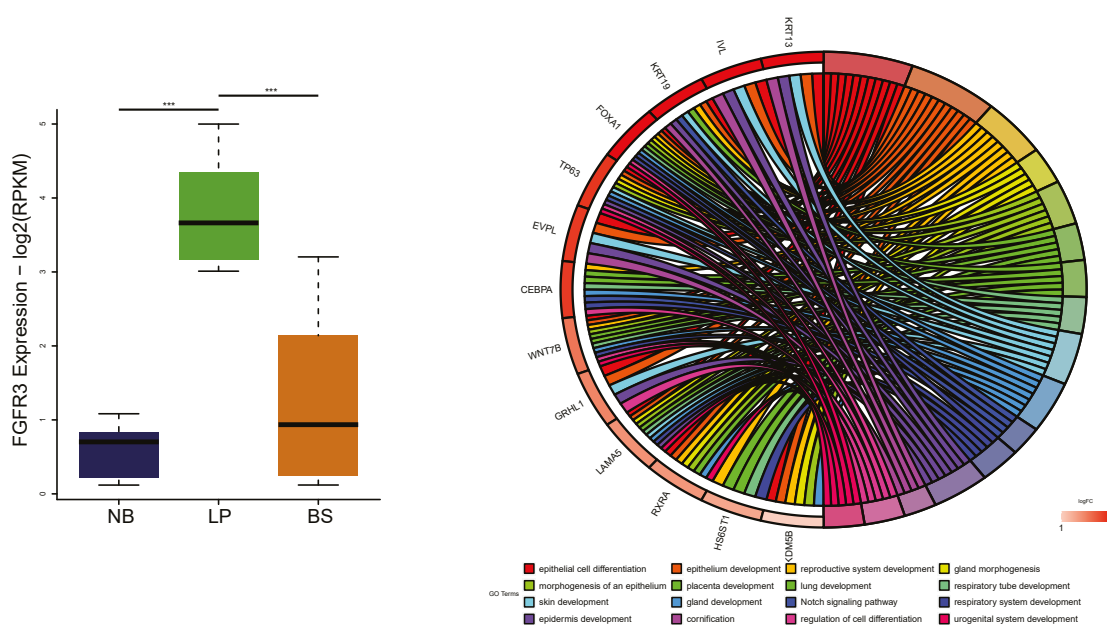 FGFR3 Expression – log2(RPKM)
0
1
2
3
4
5
***
***
NB
LP
BS
KRT13
IVL
KRT19
FOXA1
TP63
EVPL
CEBPA
WNT7B
GRHL1
LAMA5
RXRA
HS6ST1
KDM5B
logFC
1
GO Terms
epithelial cell differentiation epithelium development reproductive system development gland morphogenesis
morphogenesis of an epithelium placenta development lung development respiratory tube development
skin development gland development Notch signaling pathway respiratory system development
epidermis development cornification regulation of cell differentiation urogenital system development